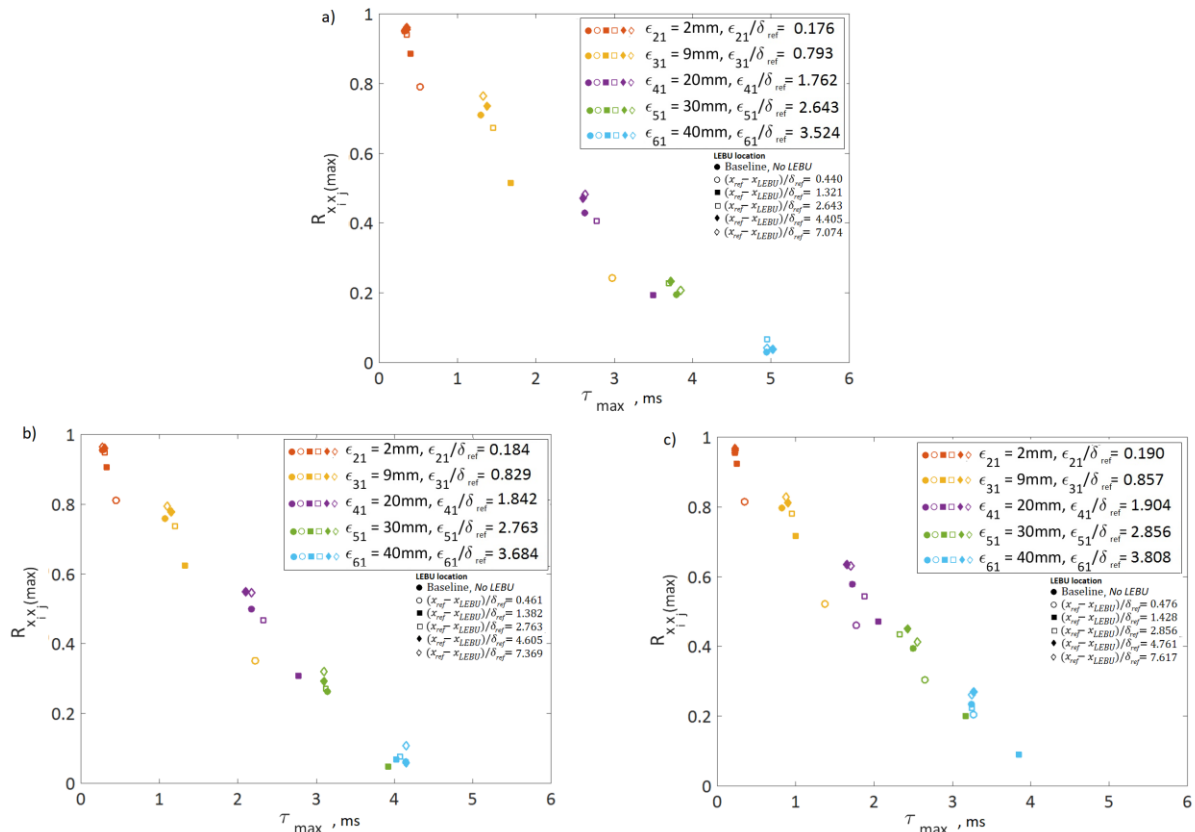 a)
1
0.8
0.6
0.4
0.2
0
R x_i x_j (max)
0 1 2 3 4 5 6
τ max , ms
ϵ21 = 2mm, ϵ21/δref= 0.176
ϵ31 = 9mm, ϵ31/δref= 0.793
ϵ41 = 20mm, ϵ41/δref= 1.762
ϵ51 = 30mm, ϵ51/δref= 2.643
ϵ61 = 40mm, ϵ61/δref= 3.524
LEBU location
Baseline, No LEBU
(xref− xLEBU)/δref= 0.440
(xref− xLEBU)/δref= 1.321
(xref− xLEBU)/δref= 2.643
(xref− xLEBU)/δref= 4.405
(xref− xLEBU)/δref= 7.074
b)
1
0.8
0.6
0.4
0.2
0
R x_i x_j (max)
0 1 2 3 4 5 6
τ max , ms
ϵ21 = 2mm, ϵ21/δref= 0.184
ϵ31 = 9mm, ϵ31/δref= 0.829
ϵ41 = 20mm, ϵ41/δref= 1.842
ϵ51 = 30mm, ϵ51/δref= 2.763
ϵ61 = 40mm, ϵ61/δref= 3.684
LEBU location
Baseline, No LEBU
(xref− xLEBU)/δref= 0.461
(xref− xLEBU)/δref= 1.382
(xref− xLEBU)/δref= 2.763
(xref− xLEBU)/δref= 4.605
(xref− xLEBU)/δref= 7.369
c)
1
0.8
0.6
0.4
0.2
0
R x_i x_j (max)
0 1 2 3 4 5 6
τ max , ms
ϵ21 = 2mm, ϵ21/δref= 0.190
ϵ31 = 9mm, ϵ31/δref= 0.857
ϵ41 = 20mm, ϵ41/δref= 1.904
ϵ51 = 30mm, ϵ51/δref= 2.856
ϵ61 = 40mm, ϵ61/δref= 3.808
LEBU location
Baseline, No LEBU
(xref− xLEBU)/δref= 0.476
(xref− xLEBU)/δref= 1.428
(xref− xLEBU)/δref= 2.856
(xref− xLEBU)/δref= 4.761
(xref− xLEBU)/δref= 7.617